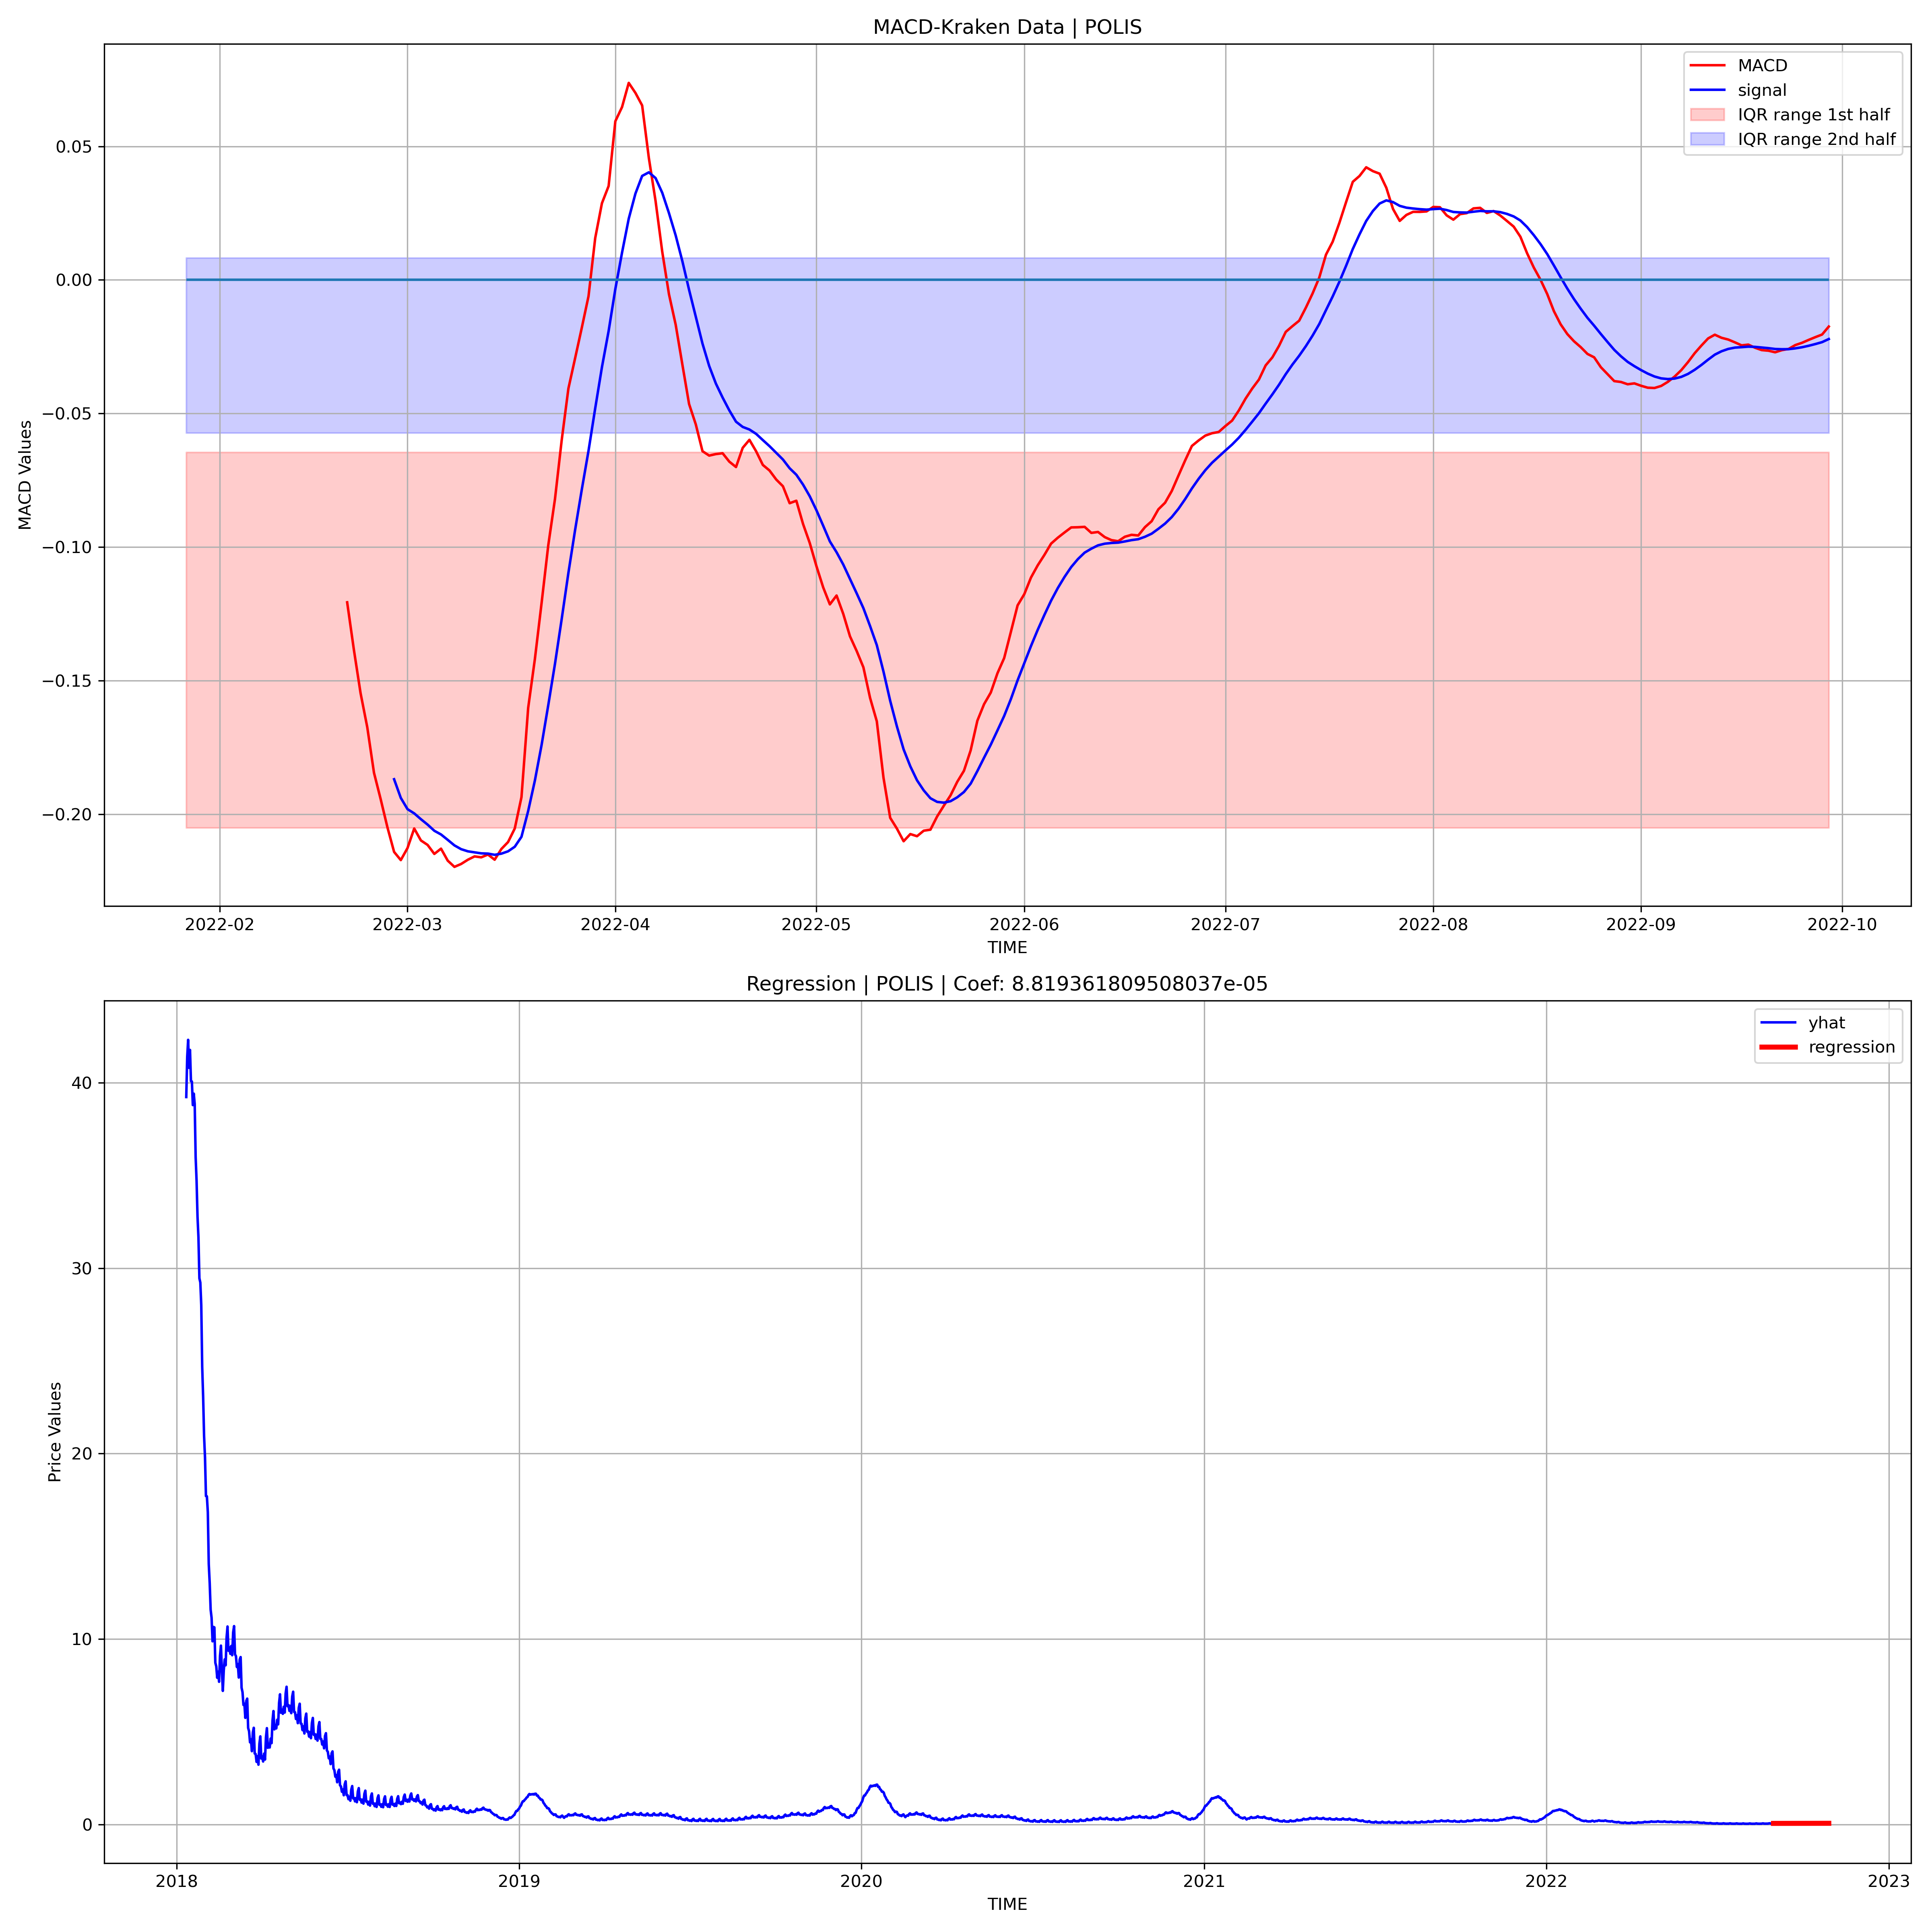 MACD-Kraken Data | POLIS
MACD
signal
IQR range 1st half
IQR range 2nd half
0.05
0.00
−0.05
−0.10
−0.15
−0.20
MACD Values
2022-02 2022-03 2022-04 2022-05 2022-06 2022-07 2022-08 2022-09 2022-10
TIME
Regression | POLIS | Coef: 8.819361809508037e-05
yhat
regression
40
30
20
10
0
Price Values
2018 2019 2020 2021 2022 2023
TIME